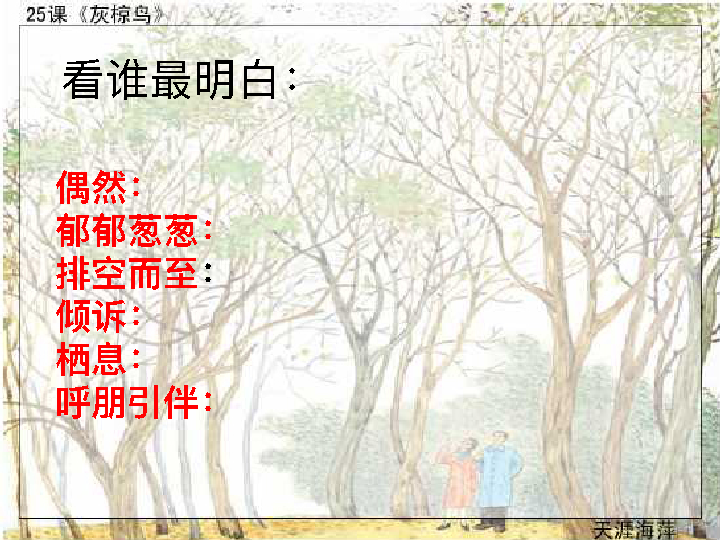 25课《灰椋鸟》
看谁最明白：
偶然：
郁郁葱葱：
排空而至：
倾诉：
栖息：
呼朋引伴：
天涯海萍